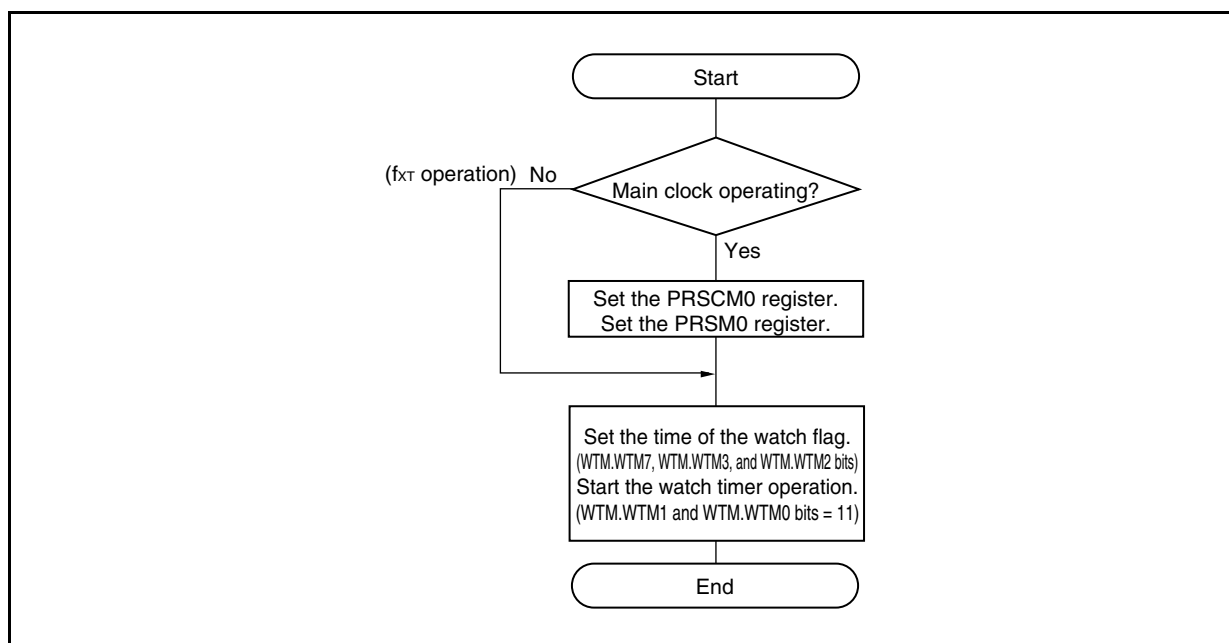 Start
Main clock operating?
(fXT operation) No
Yes
Set the PRSCM0 register.
Set the PRSM0 register.
Set the time of the watch flag.
(WTM.WTM7, WTM.WTM3, and WTM.WTM2 bits)
Start the watch timer operation.
(WTM.WTM1 and WTM.WTM0 bits = 11)
End